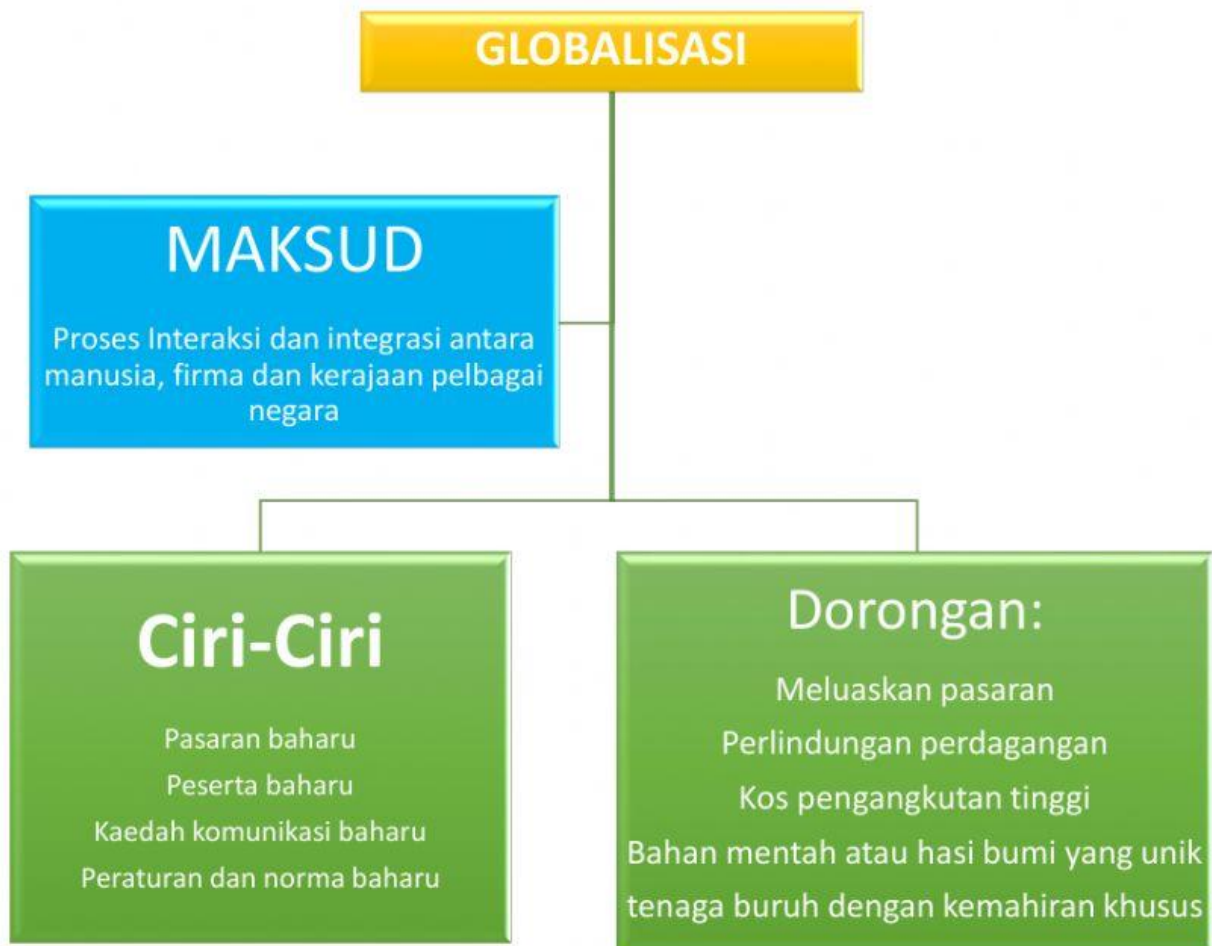 GLOBALISASI
MAKSUD
Proses Interaksi dan integrasi antara
manusia, firma dan kerajaan pelbagai
negara
Ciri-Ciri
Pasaran baharu
Peserta baharu
Kaedah komunikasi baharu
Peraturan dan norma baharu
Dorongan:
Meluaskan pasaran
Perlindungan perdagangan
Kos pengangkutan tinggi
Bahan mentah atau hasi bumi yang unik
tenaga buruh dengan kemahiran khusus